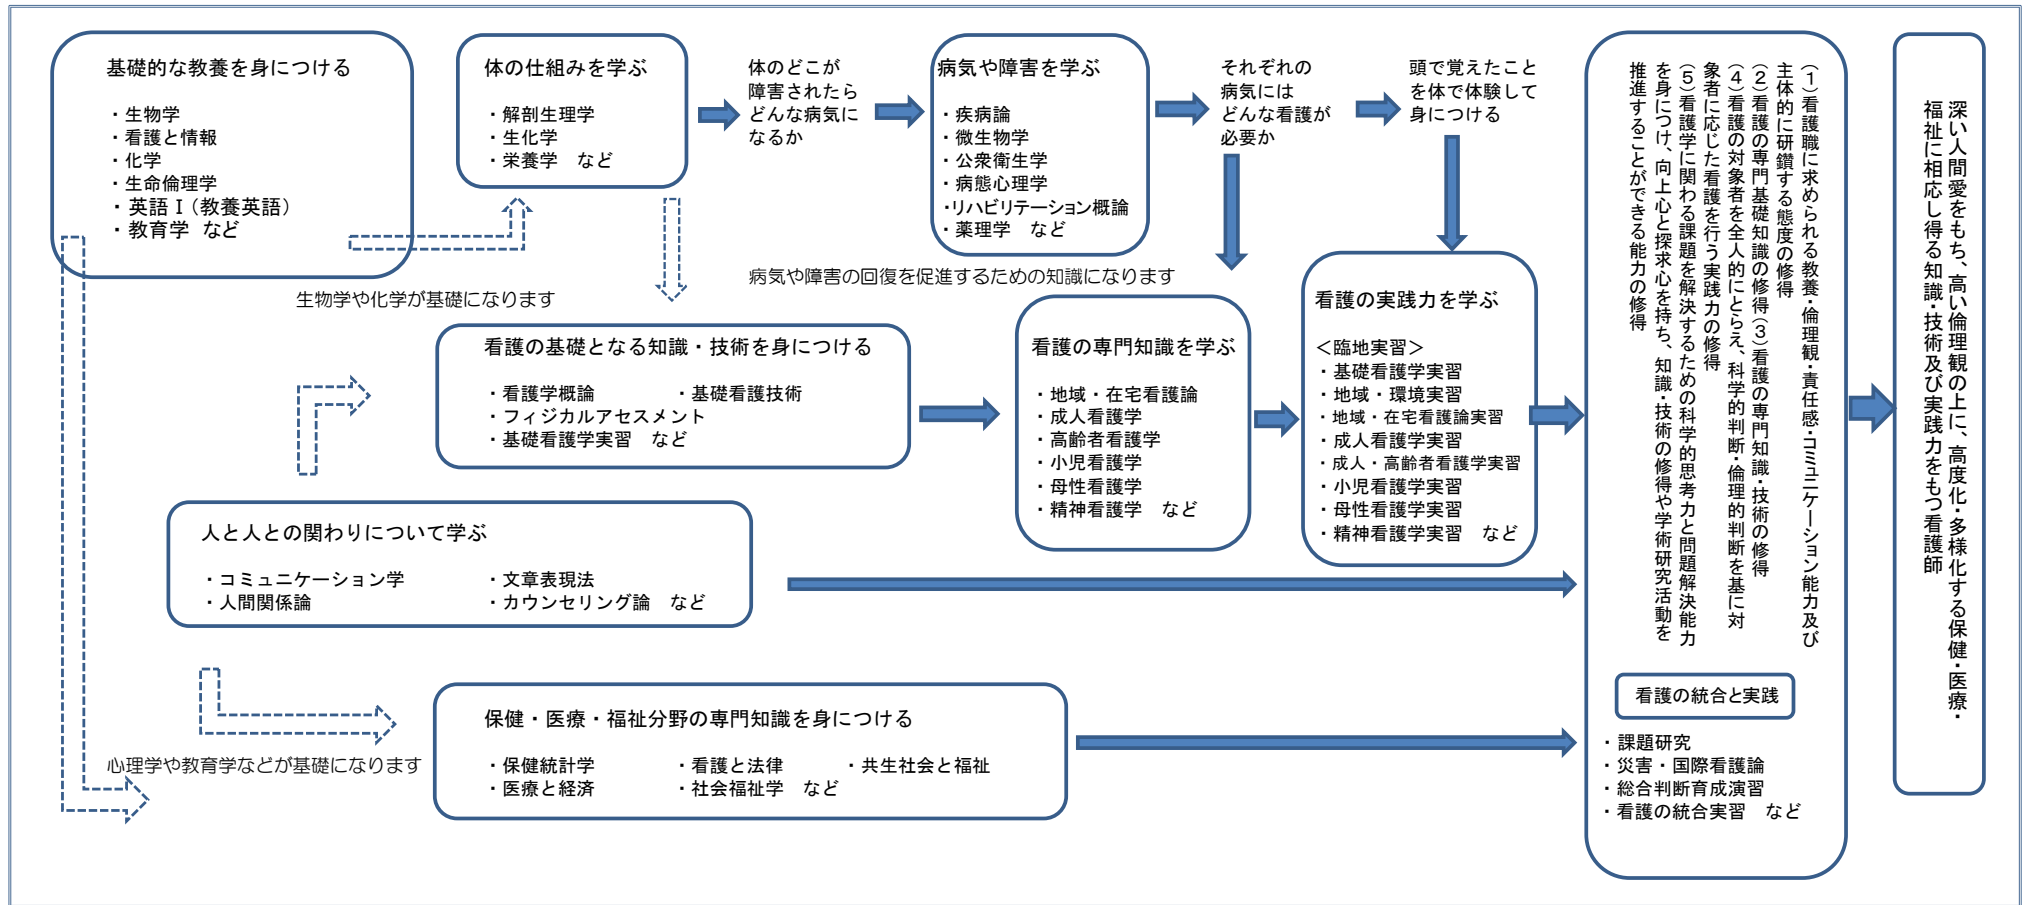 基礎的な教養を身につける
・生物学
・看護と情報
・化学
・生命倫理学
・英語Ⅰ（教養英語）
・教育学 など
体の仕組みを学ぶ
・解剖生理学
・生化学
・栄養学 など
体のどこが
障害されたら
どんな病気に
なるか
病気や障害を学ぶ
・疾病論
・微生物学
・公衆衛生学
・病態心理学
・リハビリテーション概論
・薬理学 など
それぞれの
病気には
どんな看護が
必要か
頭で覚えたこと
を体で体験して
身につける
生物学や化学が基礎になります
病気や障害の回復を促進するための知識になります
看護の基礎となる知識・技術を身につける
・看護学概論 ・基礎看護技術
・フィジカルアセスメント
・基礎看護学実習 など
看護の専門知識を学ぶ
・地域・在宅看護論
・成人看護学
・高齢者看護学
・小児看護学
・母性看護学
・精神看護学 など
看護の実践力を学ぶ
＜臨地実習＞
・基礎看護学実習
・地域・環境実習
・地域・在宅看護論実習
・成人看護学実習
・成人・高齢者看護学実習
・小児看護学実習
・母性看護学実習
・精神看護学実習 など
人と人との関わりについて学ぶ
・コミュニケーション学 ・文章表現法
・人間関係論 ・カウンセリング論 など
保健・医療・福祉分野の専門知識を身につける
・保健統計学 ・看護と法律 ・共生社会と福祉
・医療と経済 ・社会福祉学 など
心理学や教育学などが基礎になります
（１）看護職に求められる教養・倫理観・責任感・コミュニケーション能力及び
主体的に研鑽する態度の修得
（２）看護の専門基礎知識の修得（３）看護の専門知識・技術の修得
（４）看護の対象者を全人的にとらえ、科学的判断・倫理的判断を基に対
象者に応じた看護を行う実践力の修得
（５）看護学に関わる課題を解決するための科学的思考力と問題解決能力
を身につけ、向上心と探求心を持ち、知識・技術の修得や学術研究活動を
推進することができる能力の修得
看護の統合と実践
・課題研究
・災害・国際看護論
・総合判断育成演習
・看護の統合実習 など
深い人間愛をもち、高い倫理観の上に、高度化・多様化する保健・医療・
福祉に相応し得る知識・技術及び実践力をもつ看護師